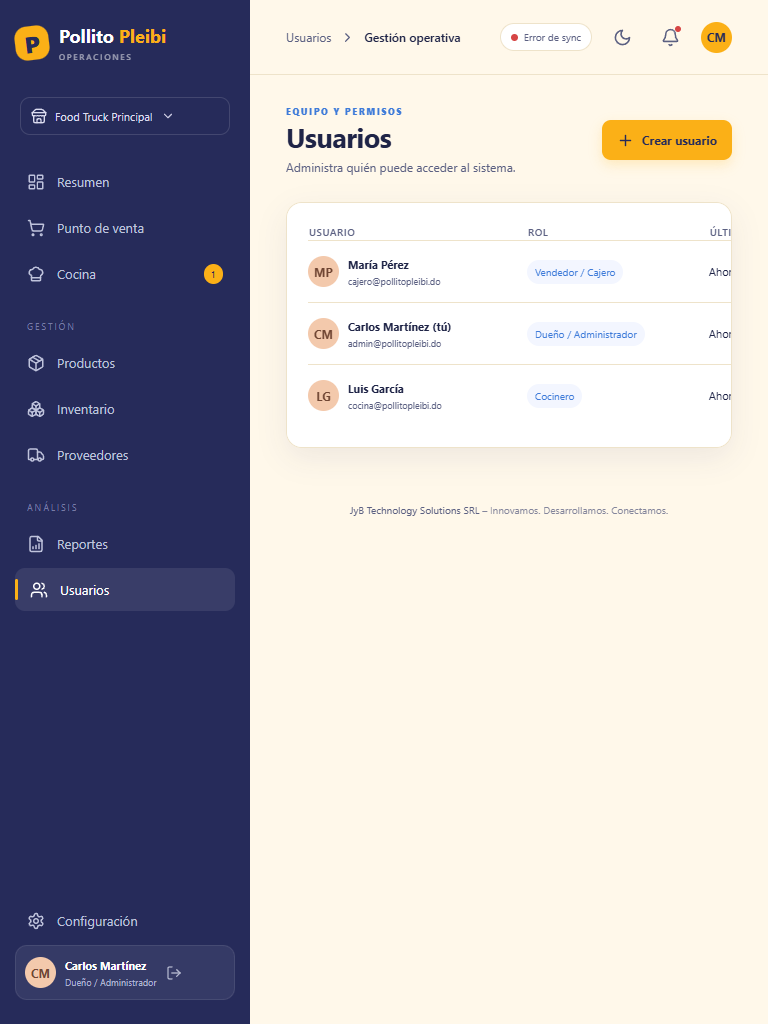 P
Pollito Pleibi
OPERACIONES
Food Truck Principal
Resumen
Punto de venta
Cocina
1
GESTIÓN
Productos
Inventario
Proveedores
ANÁLISIS
Reportes
Usuarios
Configuración
CM
Carlos Martínez
Dueño / Administrador
Usuarios > Gestión operativa
Error de sync
CM
EQUIPO Y PERMISOS
Usuarios
Administra quién puede acceder al sistema.
Crear usuario
USUARIO ROL ÚLTI
MP
María Pérez
cajero@pollitopleibi.do
Vendedor / Cajero
Ahor
CM
Carlos Martínez (tú)
admin@pollitopleibi.do
Dueño / Administrador
Ahor
LG
Luis García
cocina@pollitopleibi.do
Cocinero
Ahor
JyB Technology Solutions SRL – Innovamos. Desarrollamos. Conectamos.